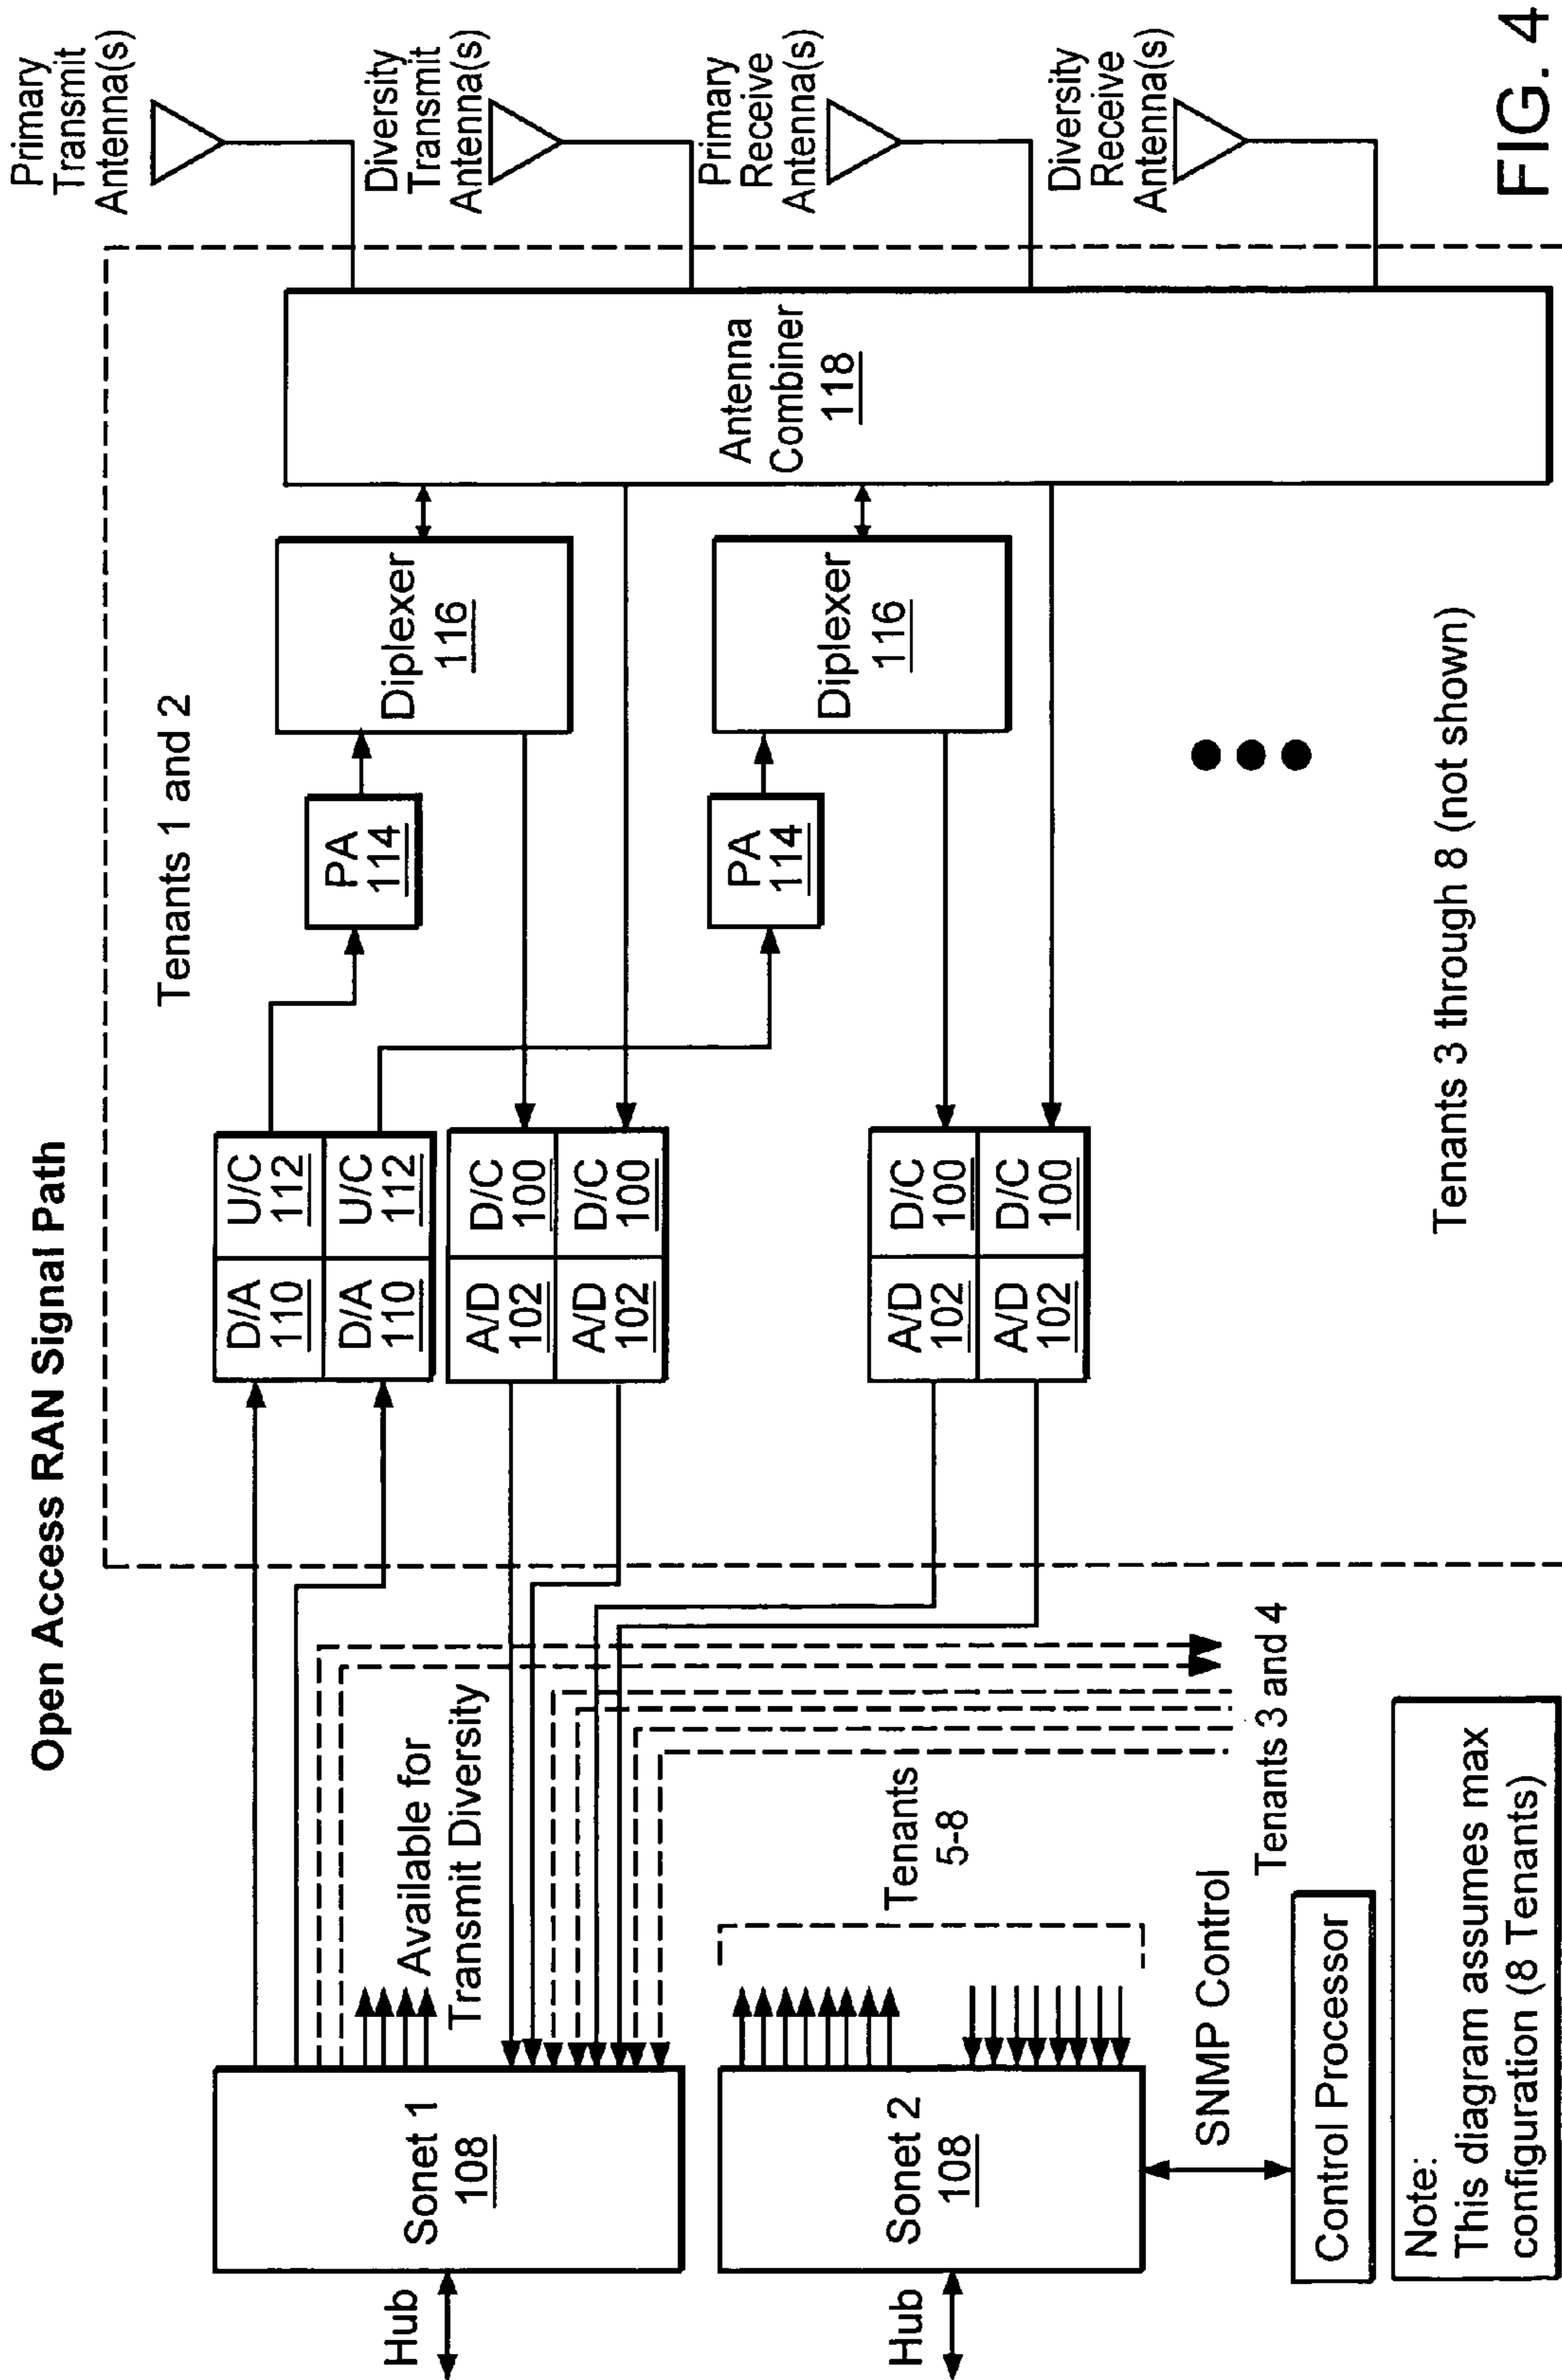 Open Access RAN Signal Path
Primary
Transmit
Antenna(s)
Diversity
Transmit
Antenna(s)
Primary
Receive
Antenna(s)
Diversity
Receive
Antenna(s)
Tenants 1 and 2
Hub
Sonet 1
108
Available for
Transmit Diversity
D/A
110
U/C
112
D/A
110
U/C
112
A/D
102
D/C
100
A/D
102
D/C
100
PA
114
Diplexer
116
Antenna
Combiner
118
PA
114
Diplexer
116
A/D
102
D/C
100
A/D
102
D/C
100
Hub
Sonet 2
108
Tenants
5-8
SNMP Control
Tenants 3 and 4
Control Processor
Tenants 3 through 8 (not shown)
Note:
This diagram assumes max
configuration (8 Tenants)
FIG. 4